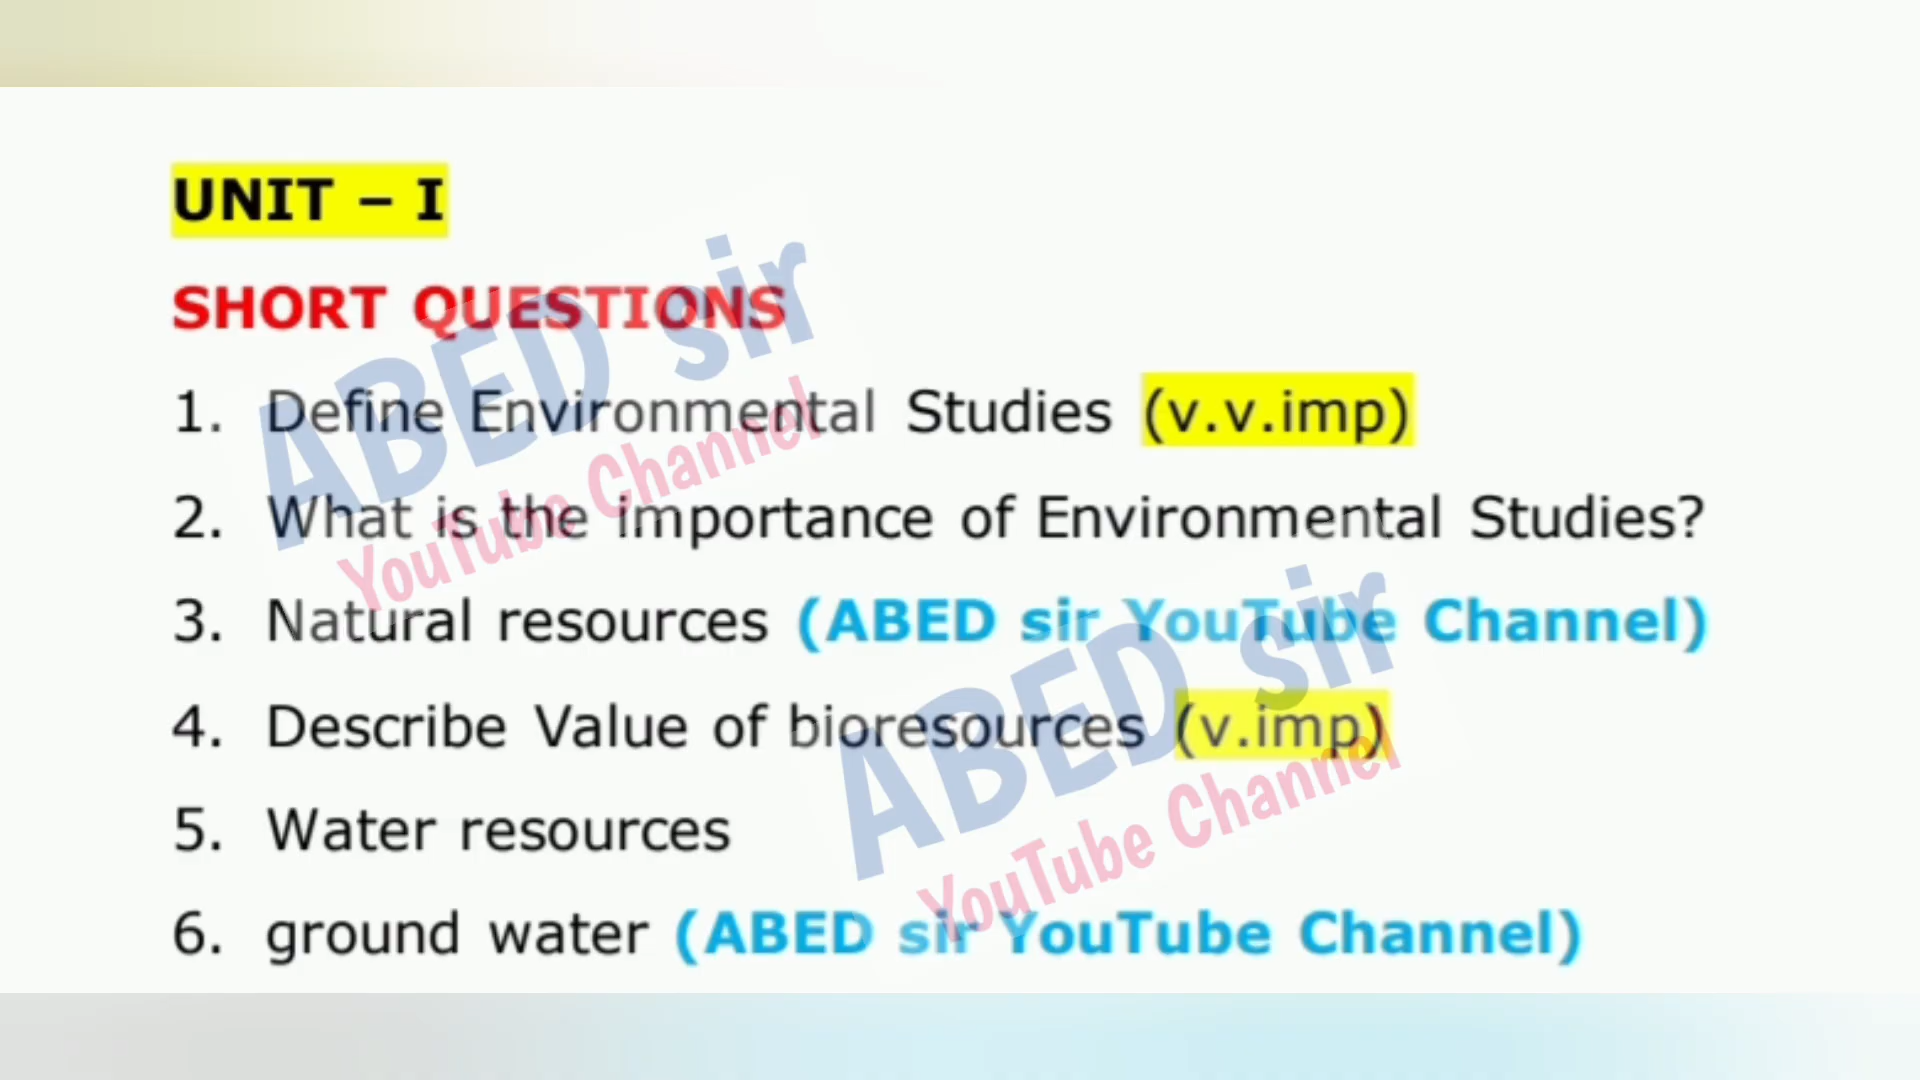 UNIT – I
SHORT QUESTIONS
1. Define Environmental Studies (v.v.imp)
2. What is the importance of Environmental Studies?
3. Natural resources (ABED sir YouTube Channel)
4. Describe Value of bioresources (v.imp)
5. Water resources
6. ground water (ABED sir YouTube Channel)
ABED sir
YouTube Channel
ABED sir
YouTube Channel